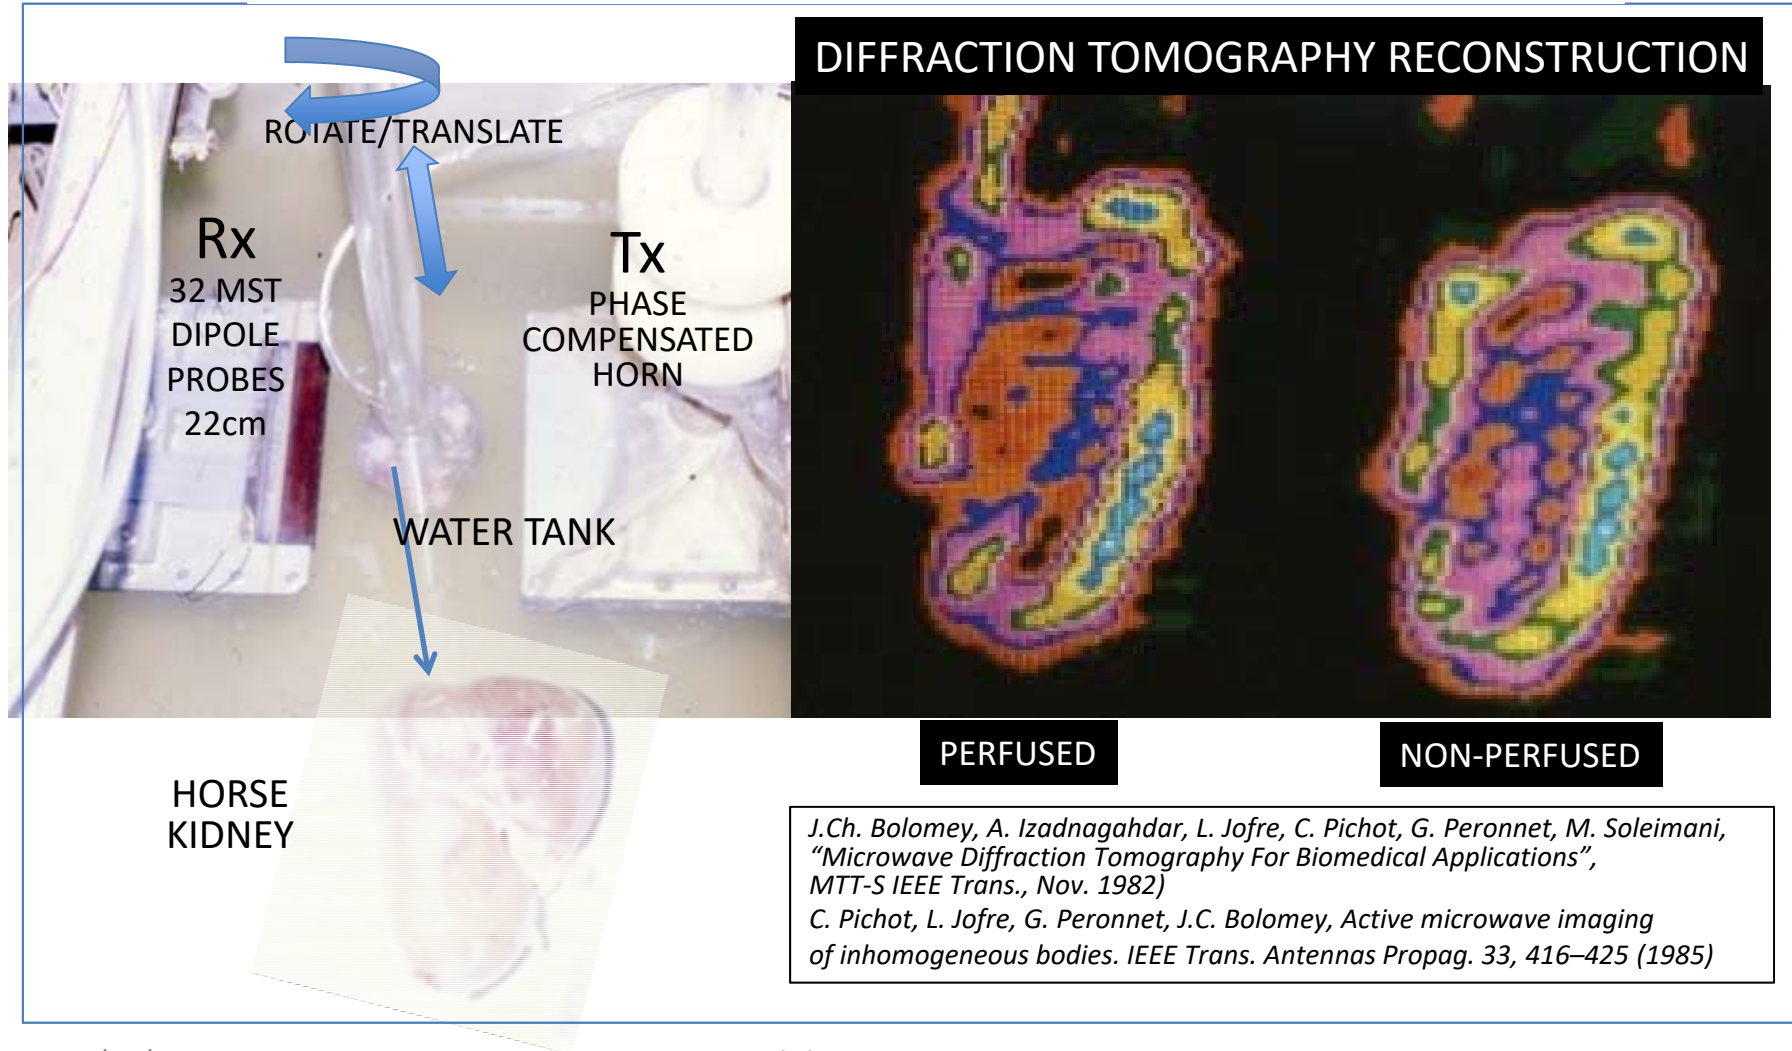 DIFFRACTION TOMOGRAPHY RECONSTRUCTION
ROTATE/TRANSLATE
Rx
32 MST
DIPOLE
PROBES
22cm
Tx
PHASE
COMPENSATED
HORN
WATER TANK
HORSE
KIDNEY
PERFUSED
NON-PERFUSED
J.Ch. Bolomey, A. Izadnagahdar, L. Jofre, C. Pichot, G. Peronnet, M. Soleimani,
“Microwave Diffraction Tomography For Biomedical Applications”,
MTT-S IEEE Trans., Nov. 1982)
C. Pichot, L. Jofre, G. Peronnet, J.C. Bolomey, Active microwave imaging
of inhomogeneous bodies. IEEE Trans. Antennas Propag. 33, 416–425 (1985)